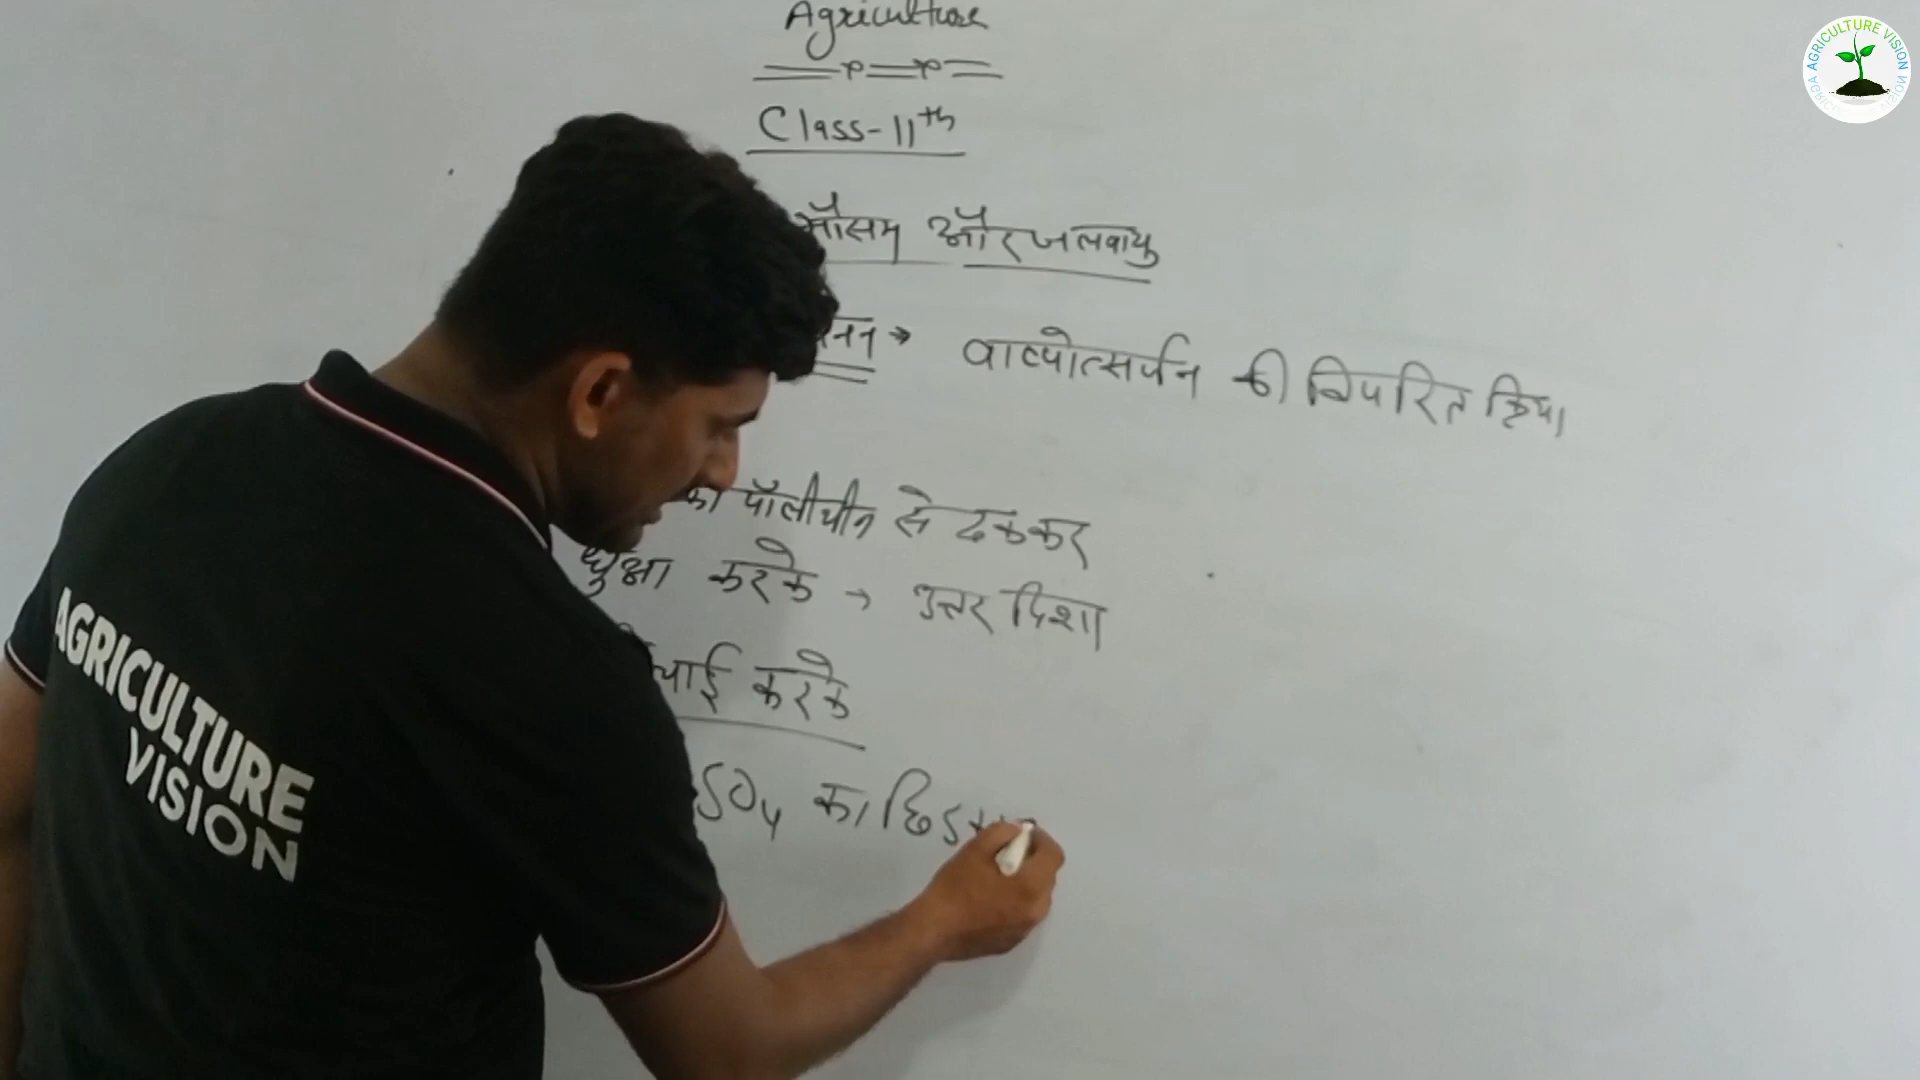 Agriculture
Class-11th
मौसम और जलवायु
वाष्पोत्सर्जन की विपरित क्रिया
का पॉलीथीन से ढककर
धुआ करके → उत्तर दिशा
चाई करके
SO4 का
AGRICULTURE
VISION
AGRICULTURE VISION